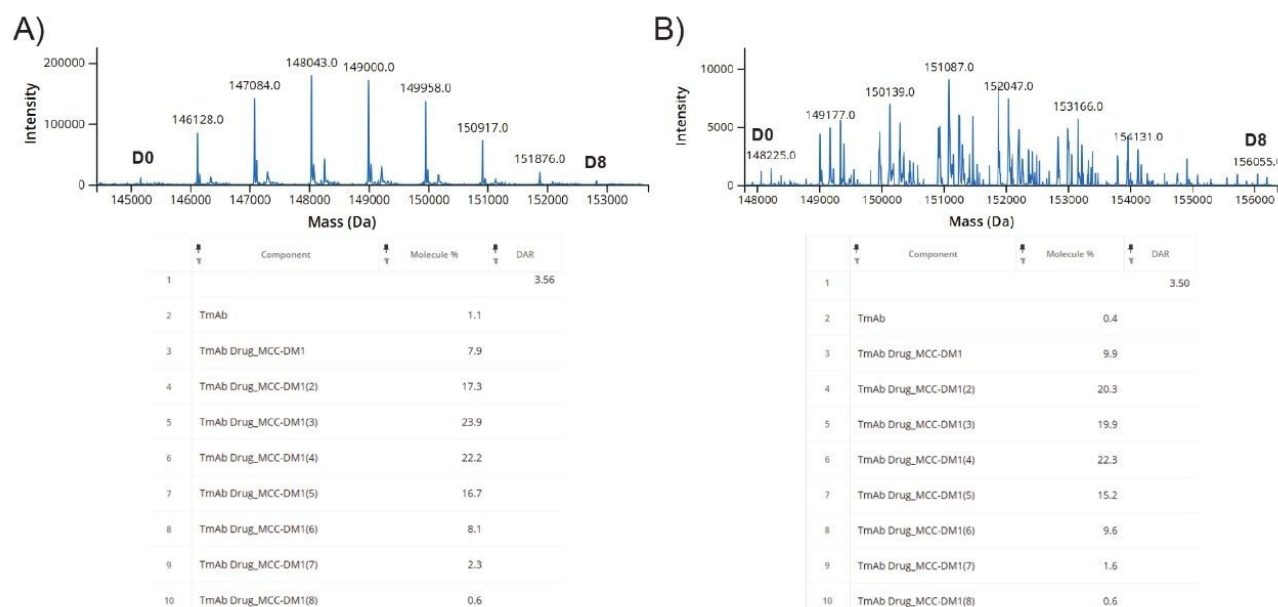 A)
Intensity
200000
100000
0
D0
146128.0
147084.0
148043.0
149000.0
149958.0
150917.0
151876.0
D8
145000 146000 147000 148000 149000 150000 151000 152000 153000
Mass (Da)
Component Molecule % DAR
1 3.56
2 TmAb 1.1
3 TmAb Drug_MCC-DM1 7.9
4 TmAb Drug_MCC-DM1(2) 17.3
5 TmAb Drug_MCC-DM1(3) 23.9
6 TmAb Drug_MCC-DM1(4) 22.2
7 TmAb Drug_MCC-DM1(5) 16.7
8 TmAb Drug_MCC-DM1(6) 8.1
9 TmAb Drug_MCC-DM1(7) 2.3
10 TmAb Drug_MCC-DM1(8) 0.6
B)
Intensity
10000
5000
0
D0
148225.0
149177.0
150139.0
151087.0
152047.0
153166.0
154131.0
D8
156055.0
148000 149000 150000 151000 152000 153000 154000 155000 156000
Mass (Da)
Component Molecule % DAR
1 3.50
2 TmAb 0.4
3 TmAb Drug_MCC-DM1 9.9
4 TmAb Drug_MCC-DM1(2) 20.3
5 TmAb Drug_MCC-DM1(3) 19.9
6 TmAb Drug_MCC-DM1(4) 22.3
7 TmAb Drug_MCC-DM1(5) 15.2
8 TmAb Drug_MCC-DM1(6) 9.6
9 TmAb Drug_MCC-DM1(7) 1.6
10 TmAb Drug_MCC-DM1(8) 0.6